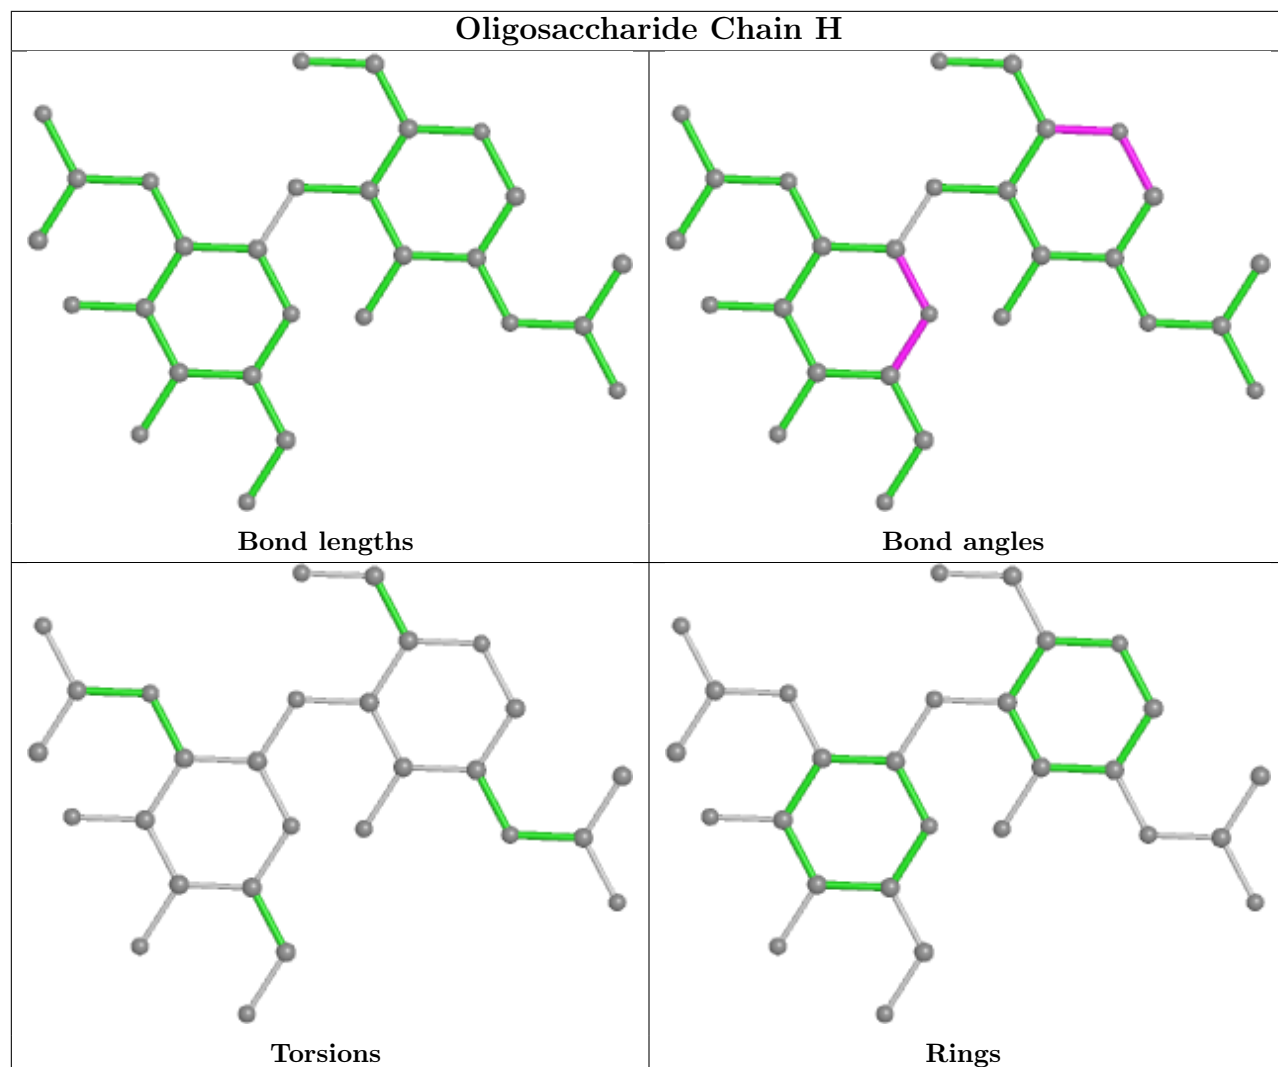 Oligosaccharide Chain H
Bond lengths
Bond angles
Torsions
Rings